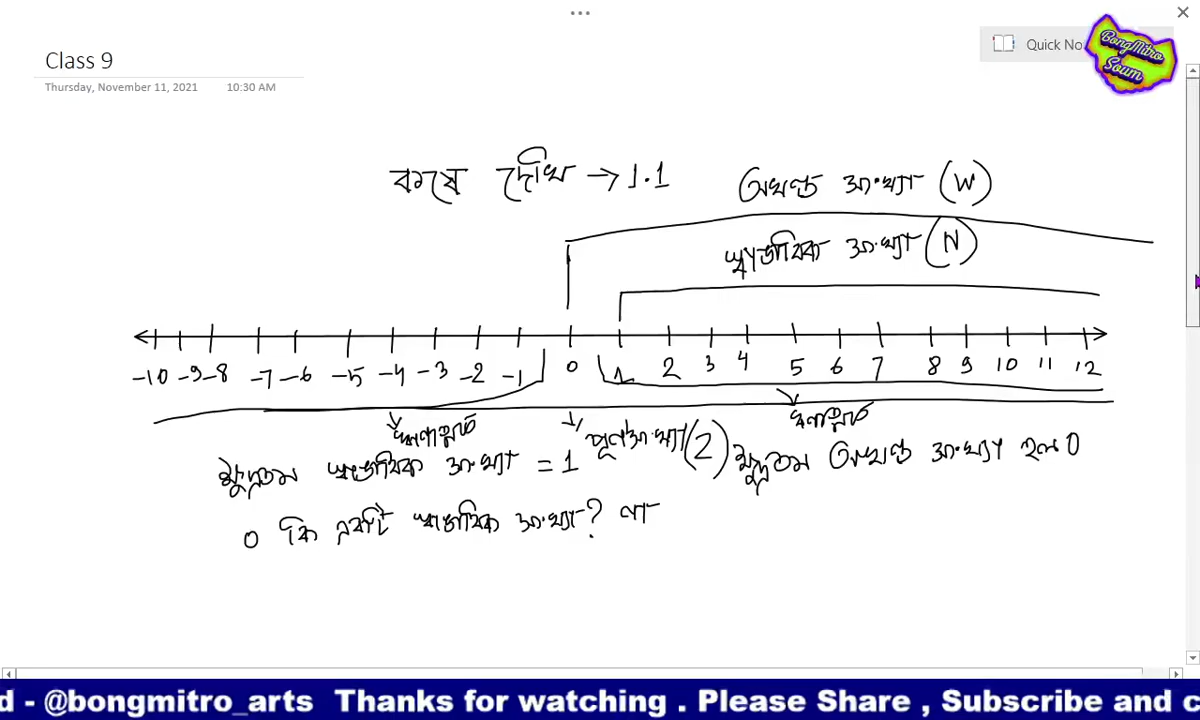 Class 9
Thursday, November 11, 2021 10:30 AM
Quick No
BongMitro
Soum
কষে দেখি → 1.1
অখণ্ড সংখ্যা (W)
স্বাভাবিক সংখ্যা (N)
-10 -9 -8 -7 -6 -5 -4 -3 -2 -1 0 1 2 3 4 5 6 7 8 9 10 11 12
ঋণাত্মক
পূর্ণসংখ্যা (Z)
ধনাত্মক
ক্ষুদ্রতম স্বাভাবিক সংখ্যা = 1
ক্ষুদ্রতম অখণ্ড সংখ্যা হল 0
0 কি একটি স্বাভাবিক সংখ্যা? না
d - @bongmitro_arts Thanks for watching . Please Share , Subscribe and c